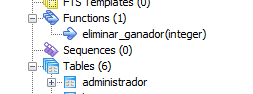 FTS Templates (0)
Functions (1)
eliminar_ganador(integer)
Sequences (0)
Tables (6)
administrador